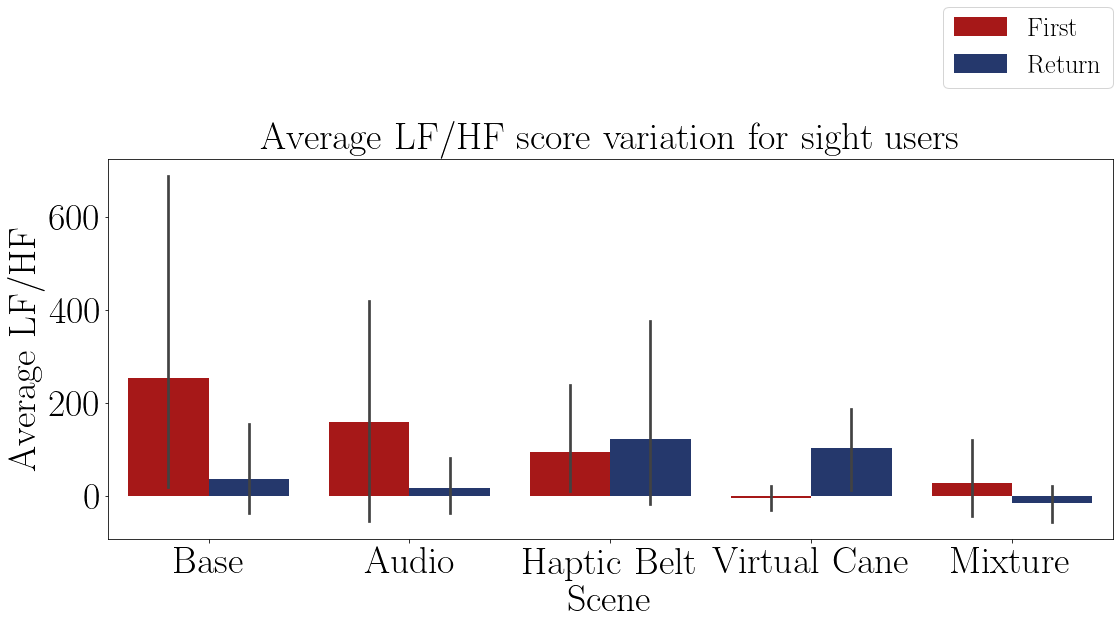 First
Return
Average LF/HF score variation for sight users
Average LF/HF
600
400
200
0
Base Audio Haptic Belt Virtual Cane Mixture
Scene